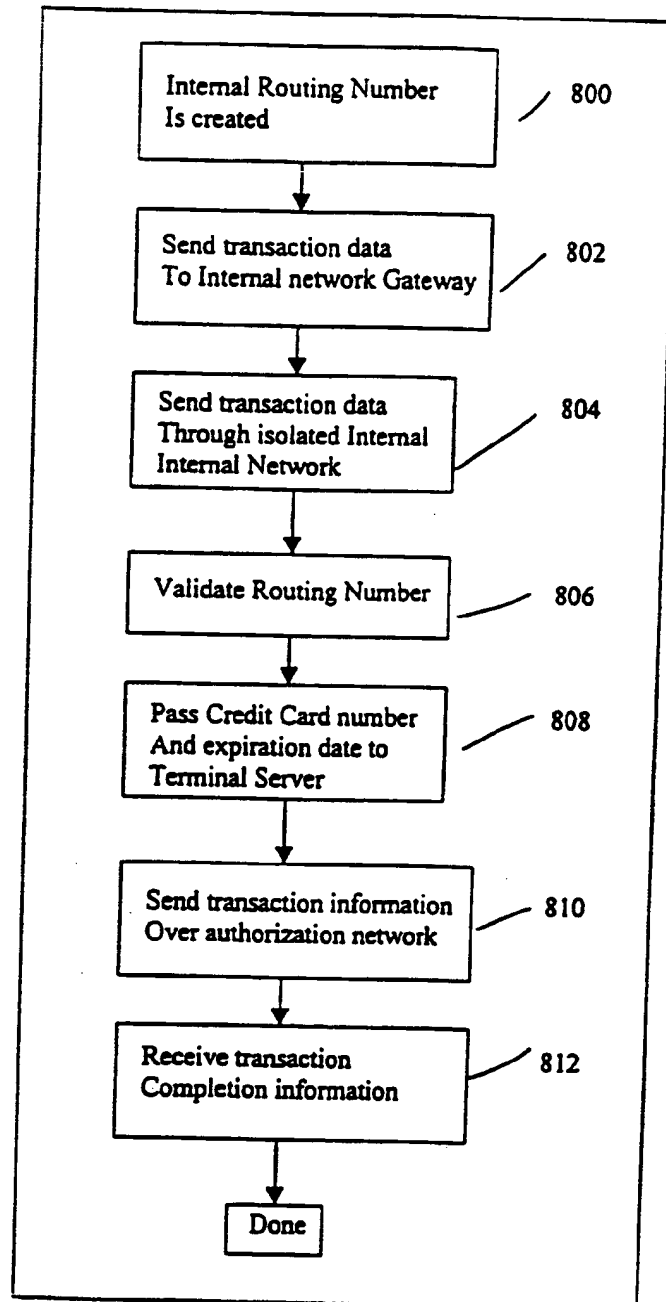 Internal Routing Number
Is created
800
Send transaction data
To Internal network Gateway
802
Send transaction data
Through isolated Internal
Internal Network
804
Validate Routing Number
806
Pass Credit Card number
And expiration date to
Terminal Server
808
Send transaction information
Over authorization network
810
Receive transaction
Completion information
812
Done